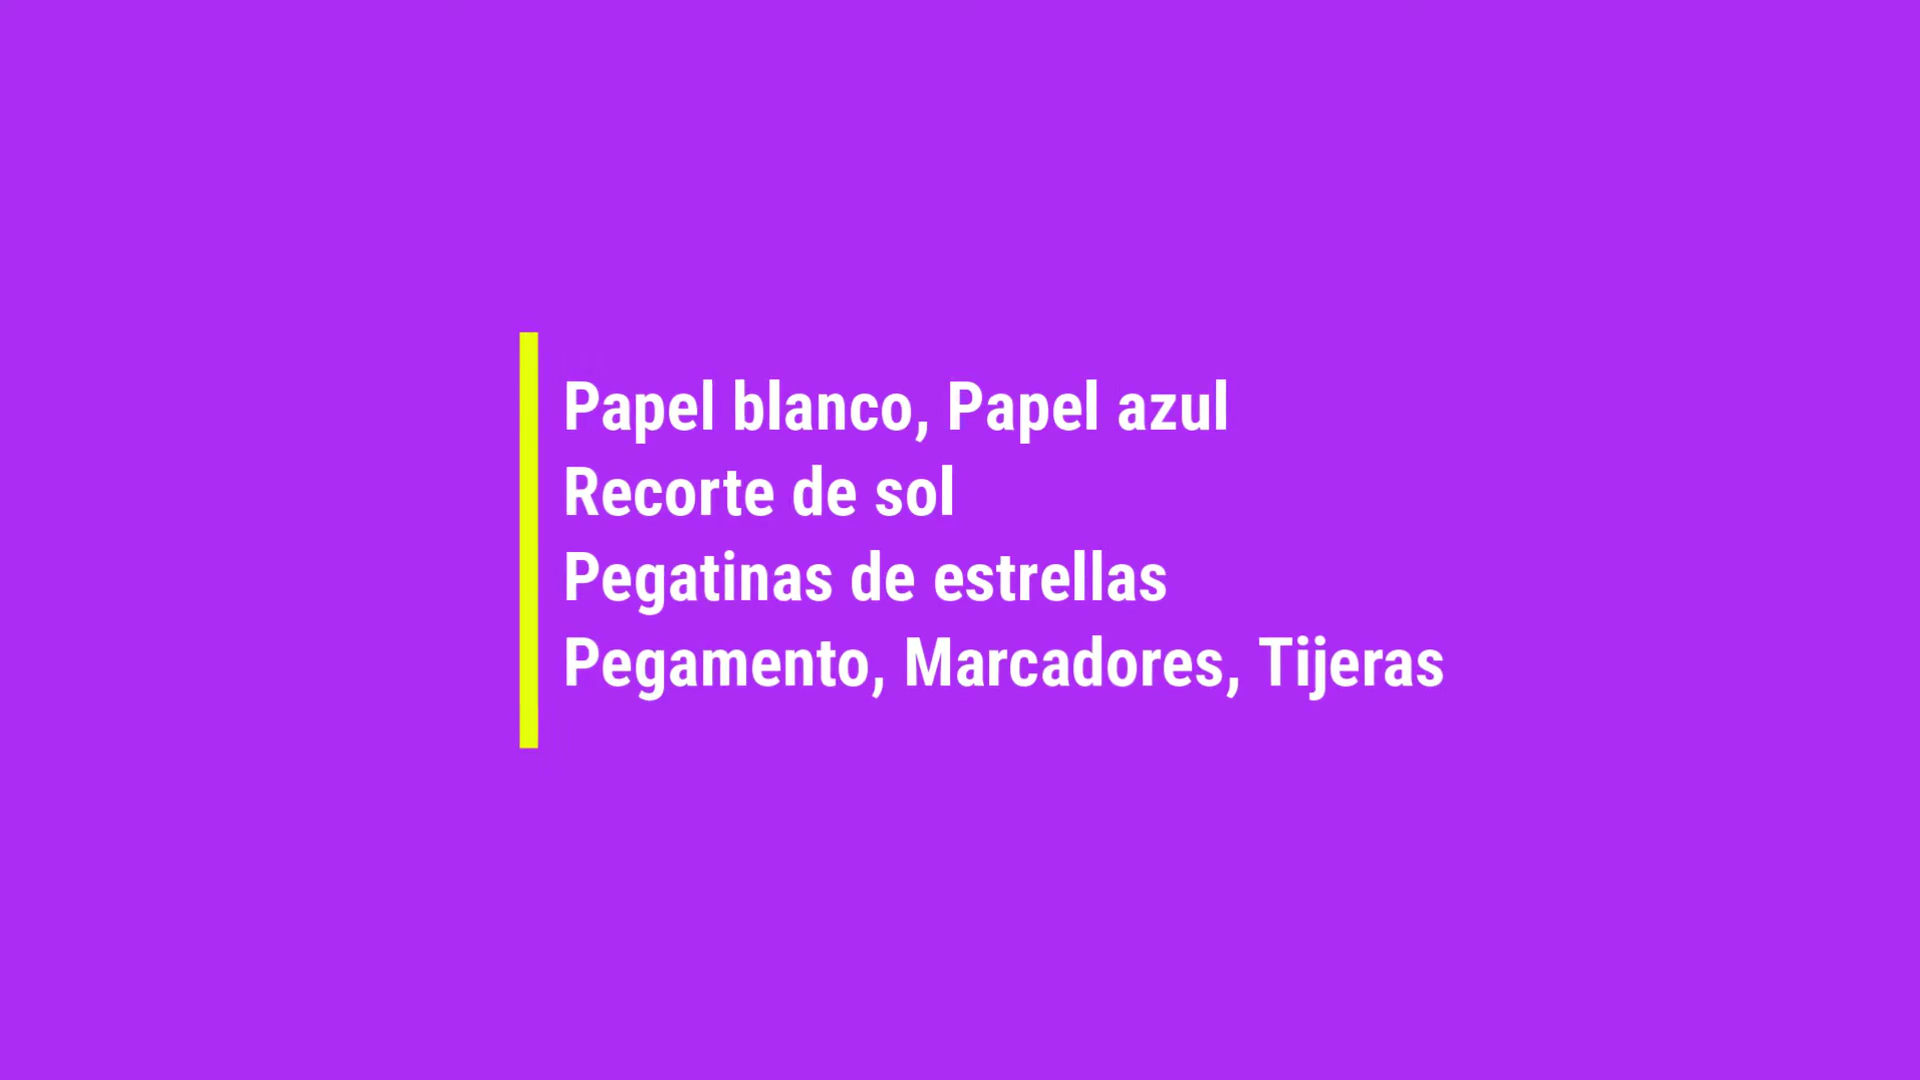 Papel blanco, Papel azul
Recorte de sol
Pegatinas de estrellas
Pegamento, Marcadores, Tijeras